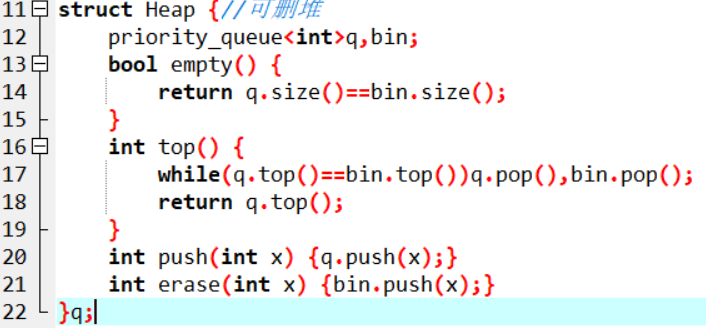 11 struct Heap {//可删堆
12     priority_queue<int>q,bin;
13     bool empty() {
14         return q.size()==bin.size();
15     }
16     int top() {
17         while(q.top()==bin.top())q.pop(),bin.pop();
18         return q.top();
19     }
20     int push(int x) {q.push(x);}
21     int erase(int x) {bin.push(x);}
22 }q;